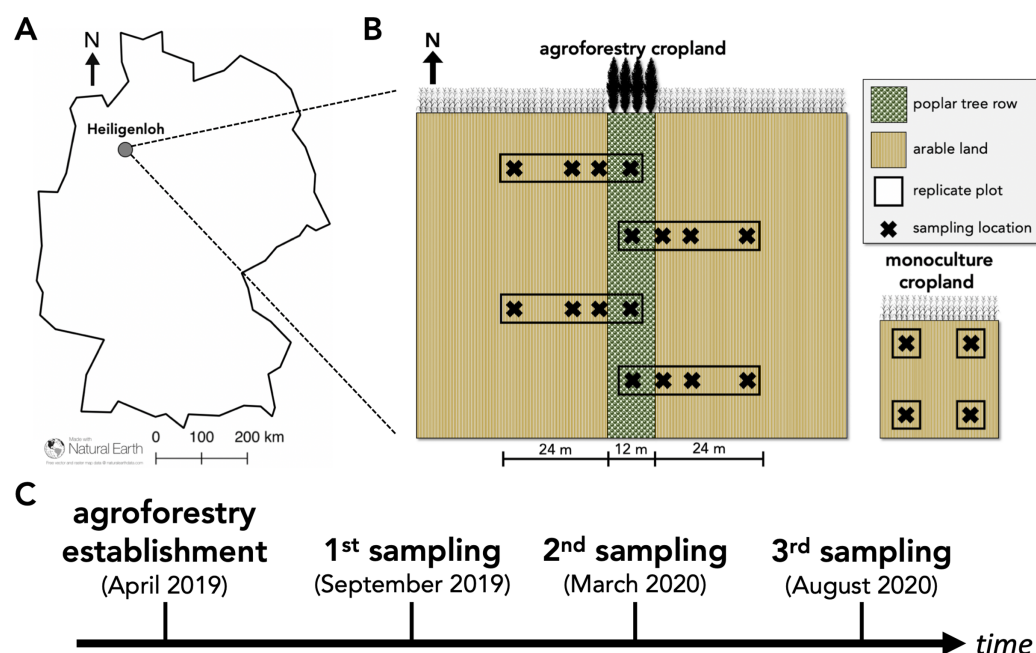 A
N
Heiligenloh
Made with
Natural Earth
Free vector and raster map data @ naturalearthdata.com
0 100 200 km
B
N
agroforestry cropland
poplar tree row
arable land
replicate plot
sampling location
monoculture
cropland
24 m 12 m 24 m
C
agroforestry
establishment
(April 2019)
1st sampling
(September 2019)
2nd sampling
(March 2020)
3rd sampling
(August 2020)
time